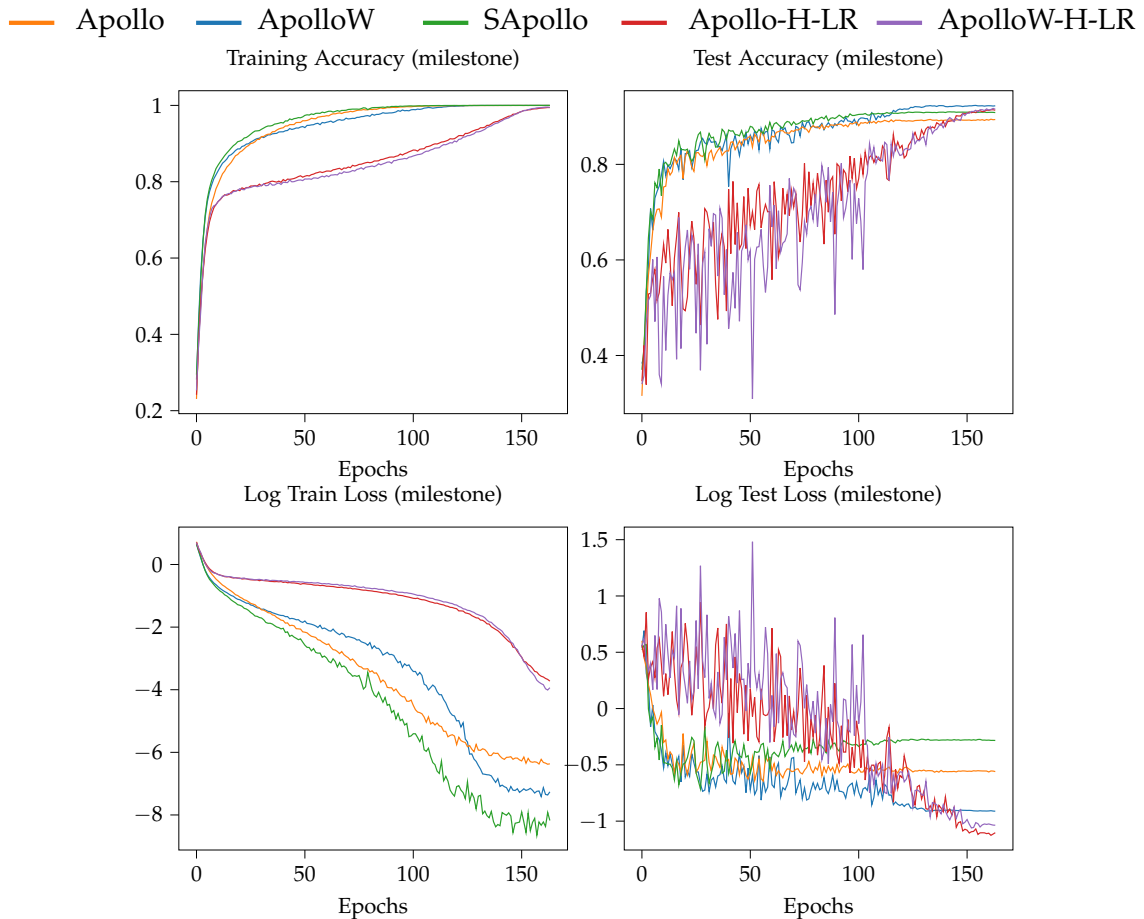 Apollo ApolloW SApollo Apollo-H-LR ApolloW-H-LR
Training Accuracy (milestone)
1
0.8
0.6
0.4
0.2
0 50 100 150
Epochs
Test Accuracy (milestone)
0.8
0.6
0.4
0 50 100 150
Epochs
Log Train Loss (milestone)
0
−2
−4
−6
−8
0 50 100 150
Epochs
Log Test Loss (milestone)
1.5
1
0.5
0
−0.5
−1
0 50 100 150
Epochs